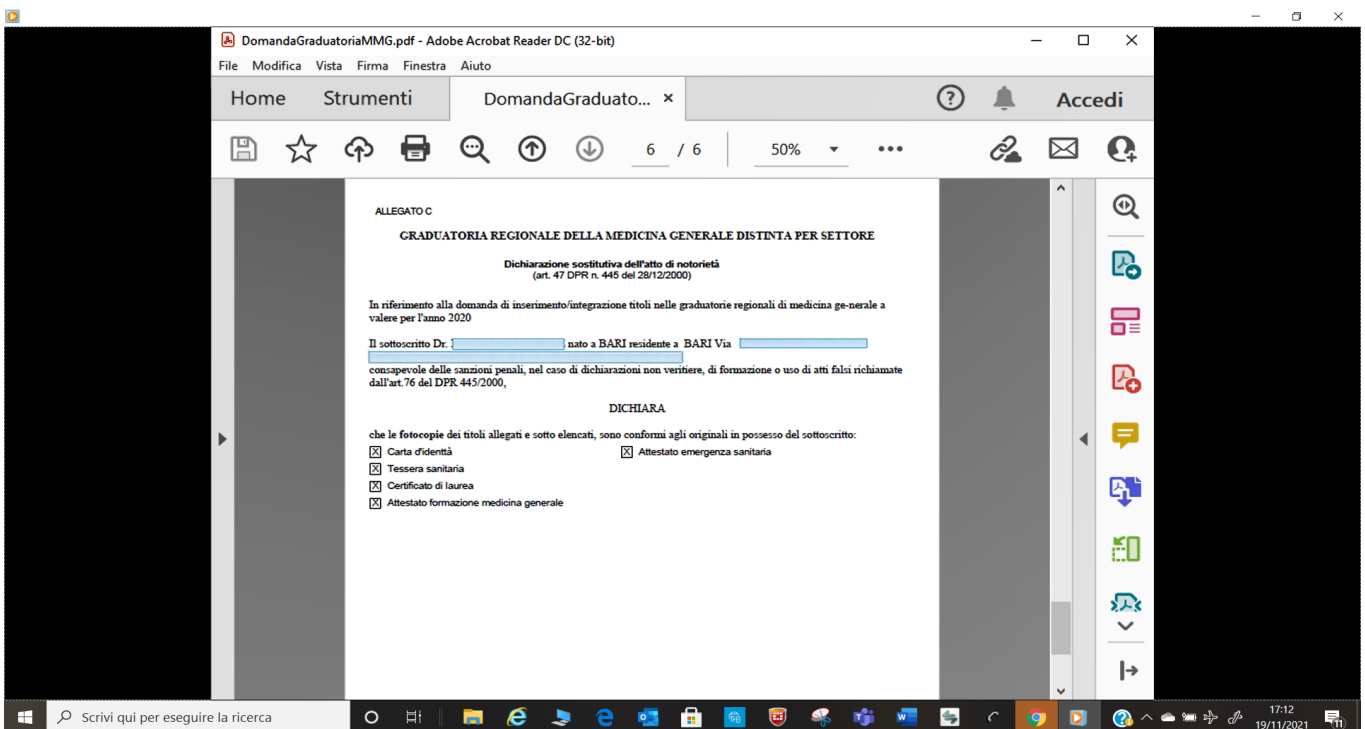 DomandaGraduatoriaMMG.pdf - Adobe Acrobat Reader DC (32-bit)
File Modifica Vista Firma Finestra Aiuto
Home Strumenti DomandaGraduato... × Accedi
6 / 6 50%
ALLEGATO C
GRADUATORIA REGIONALE DELLA MEDICINA GENERALE DISTINTA PER SETTORE
Dichiarazione sostitutiva dell'atto di notorietà
(art. 47 DPR n. 445 del 28/12/2000)
In riferimento alla domanda di inserimento/integrazione titoli nelle graduatorie regionali di medicina ge-nerale a
valere per l'anno 2020
Il sottoscritto Dr. nato a BARI residente a BARI Via
consapevole delle sanzioni penali, nel caso di dichiarazioni non veritiere, di formazione o uso di atti falsi richiamate
dall'art.76 del DPR 445/2000,
DICHIARA
che le fotocopie dei titoli allegati e sotto elencati, sono conformi agli originali in possesso del sottoscritto:
X Carta d'identtà X Attestato emergenza sanitaria
X Tessera sanitaria
X Certificato di laurea
X Attestato formazione medicina generale
Scrivi qui per eseguire la ricerca
17:12
19/11/2021